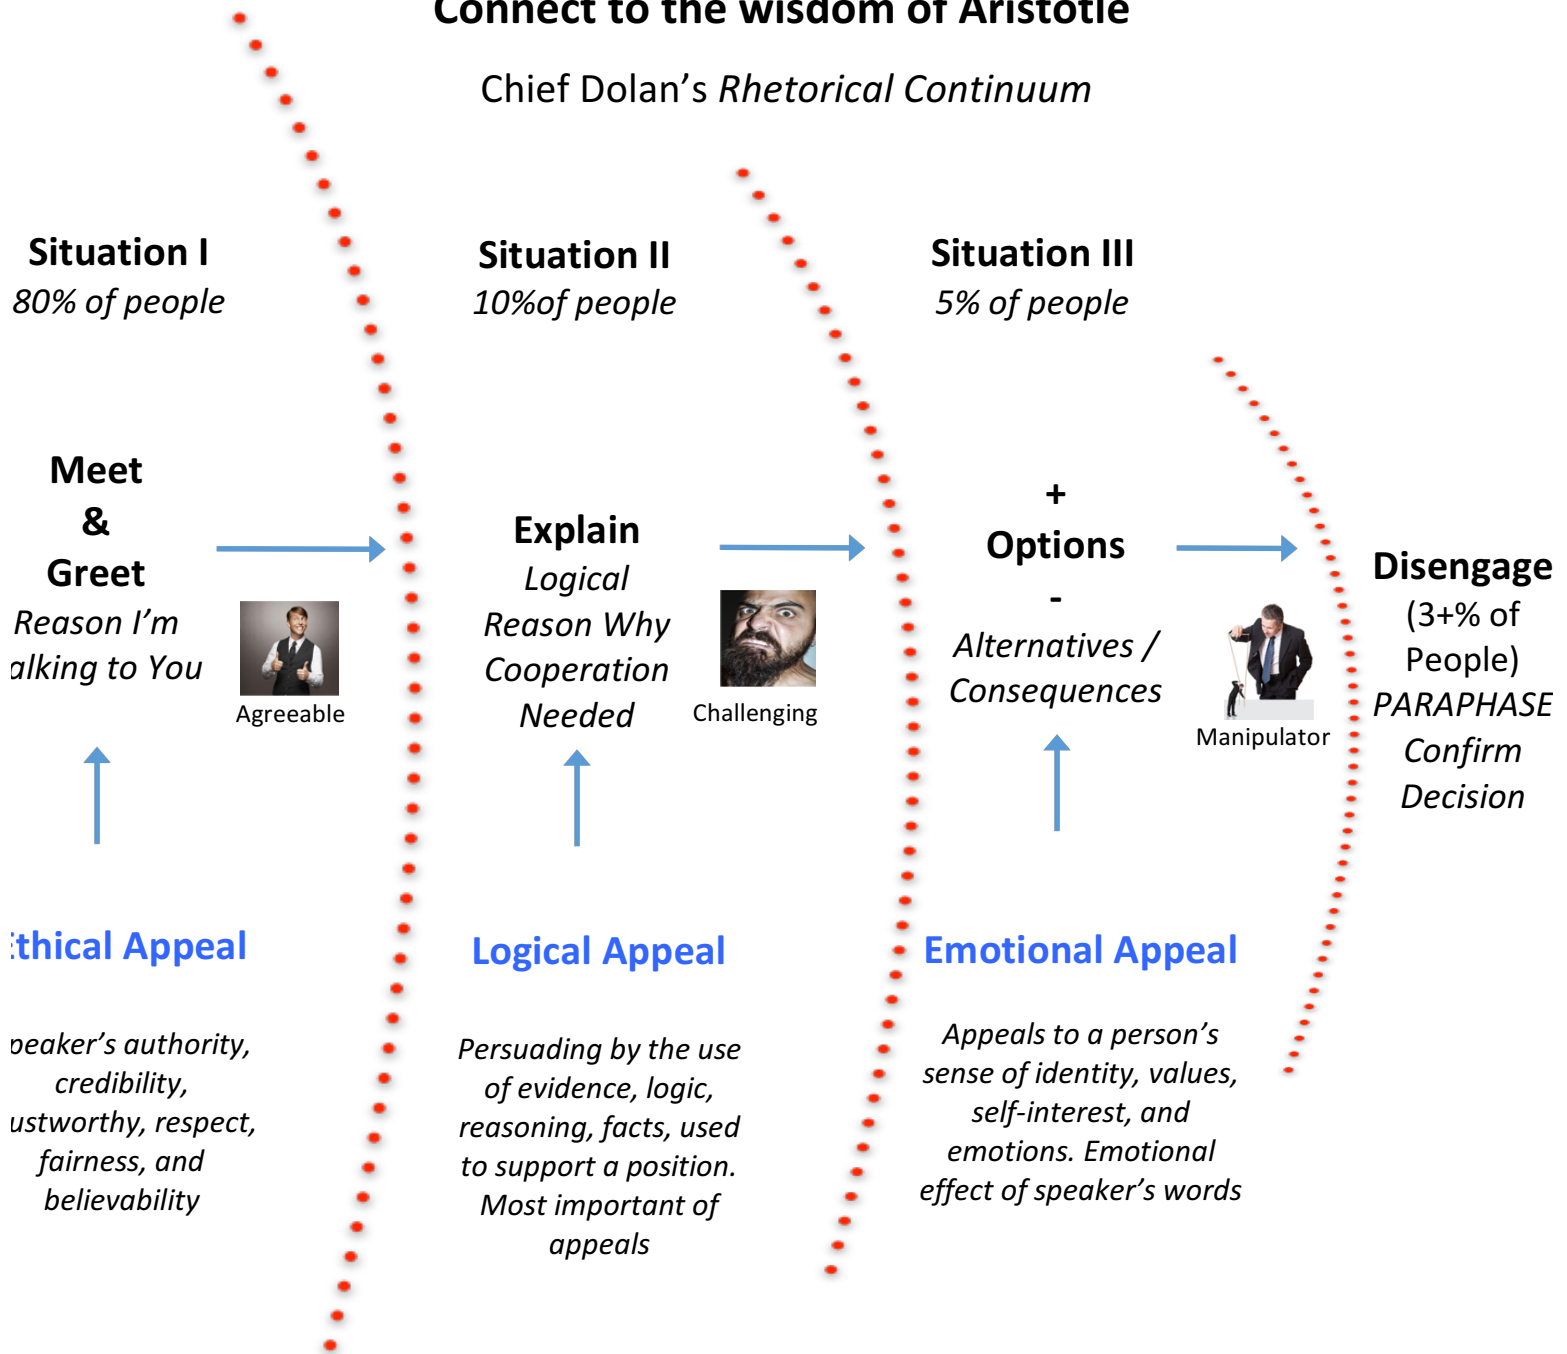 Connect to the wisdom of Aristotle
Chief Dolan's Rhetorical Continuum
Situation I
80% of people
Meet
&
Greet
Reason I'm
alking to You
Agreeable
Ethical Appeal
peaker's authority,
credibility,
ustworthy, respect,
fairness, and
believability
Situation II
10%of people
Explain
Logical
Reason Why
Cooperation
Needed
Challenging
Logical Appeal
Persuading by the use
of evidence, logic,
reasoning, facts, used
to support a position.
Most important of
appeals
Situation III
5% of people
+
Options
-
Alternatives /
Consequences
Manipulator
Emotional Appeal
Appeals to a person's
sense of identity, values,
self-interest, and
emotions. Emotional
effect of speaker's words
Disengage
(3+% of
People)
PARAPHASE
Confirm
Decision